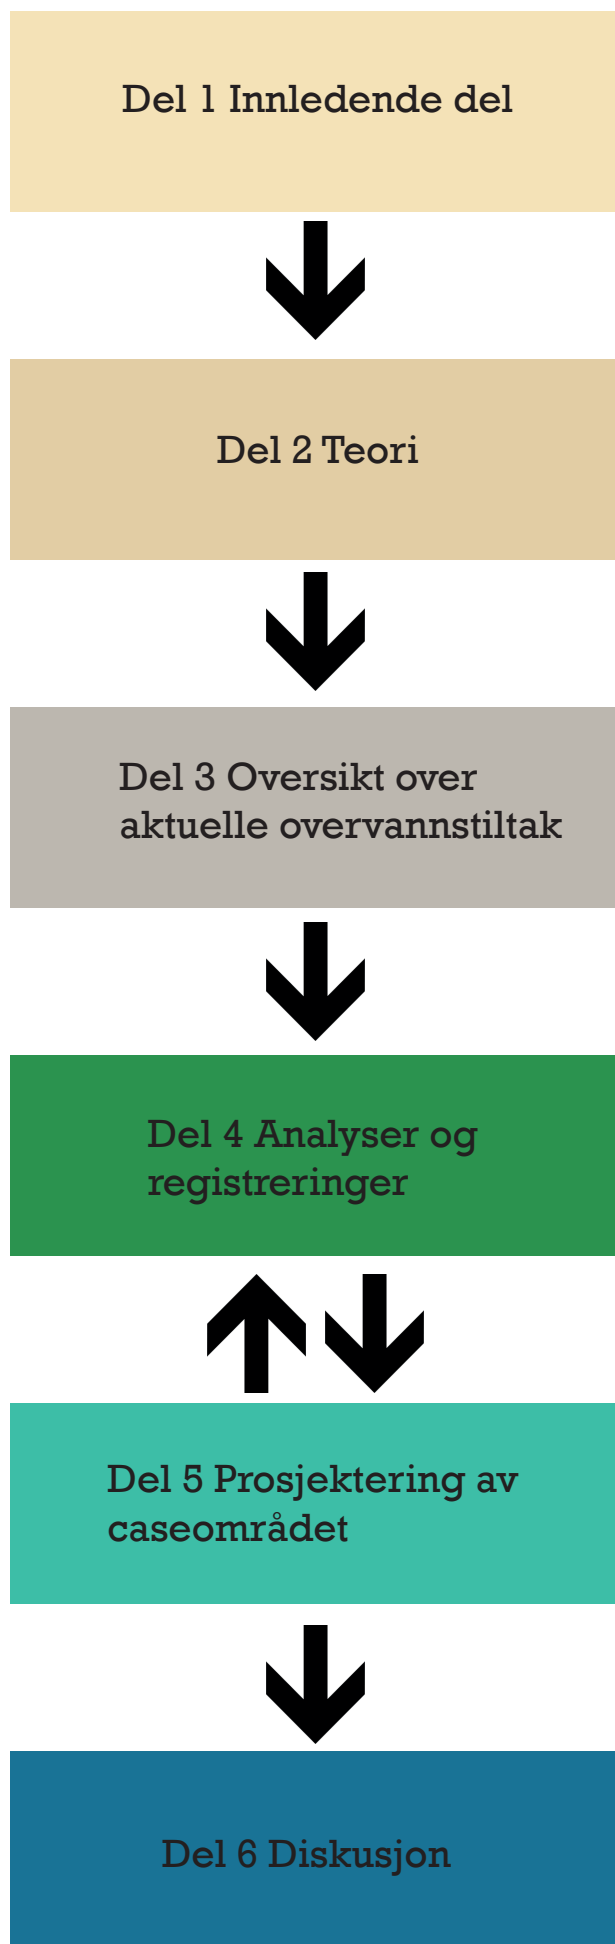 Del 1 Innledende del
Del 2 Teori
Del 3 Oversikt over
aktuelle overvannstiltak
Del 4 Analyser og
registreringer
Del 5 Prosjektering av
caseområdet
Del 6 Diskusjon